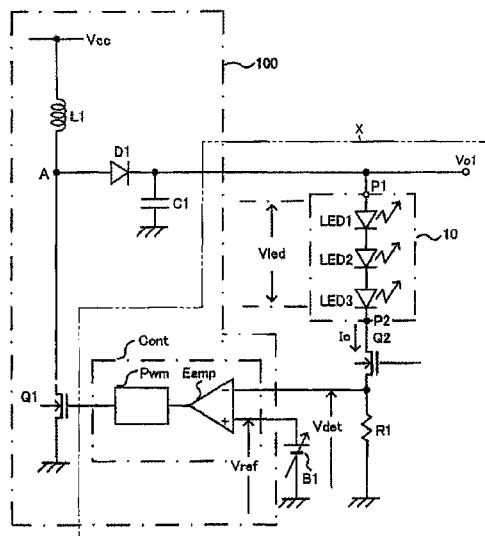 Vcc
100
L1
X
D1
Vo1
A
P1
C1
LED1
10
Vled
LED2
LED3
P2
Io
Q2
Cont
Pwm
Eamp
Q1
−
+
Vdet
R1
Vref
B1